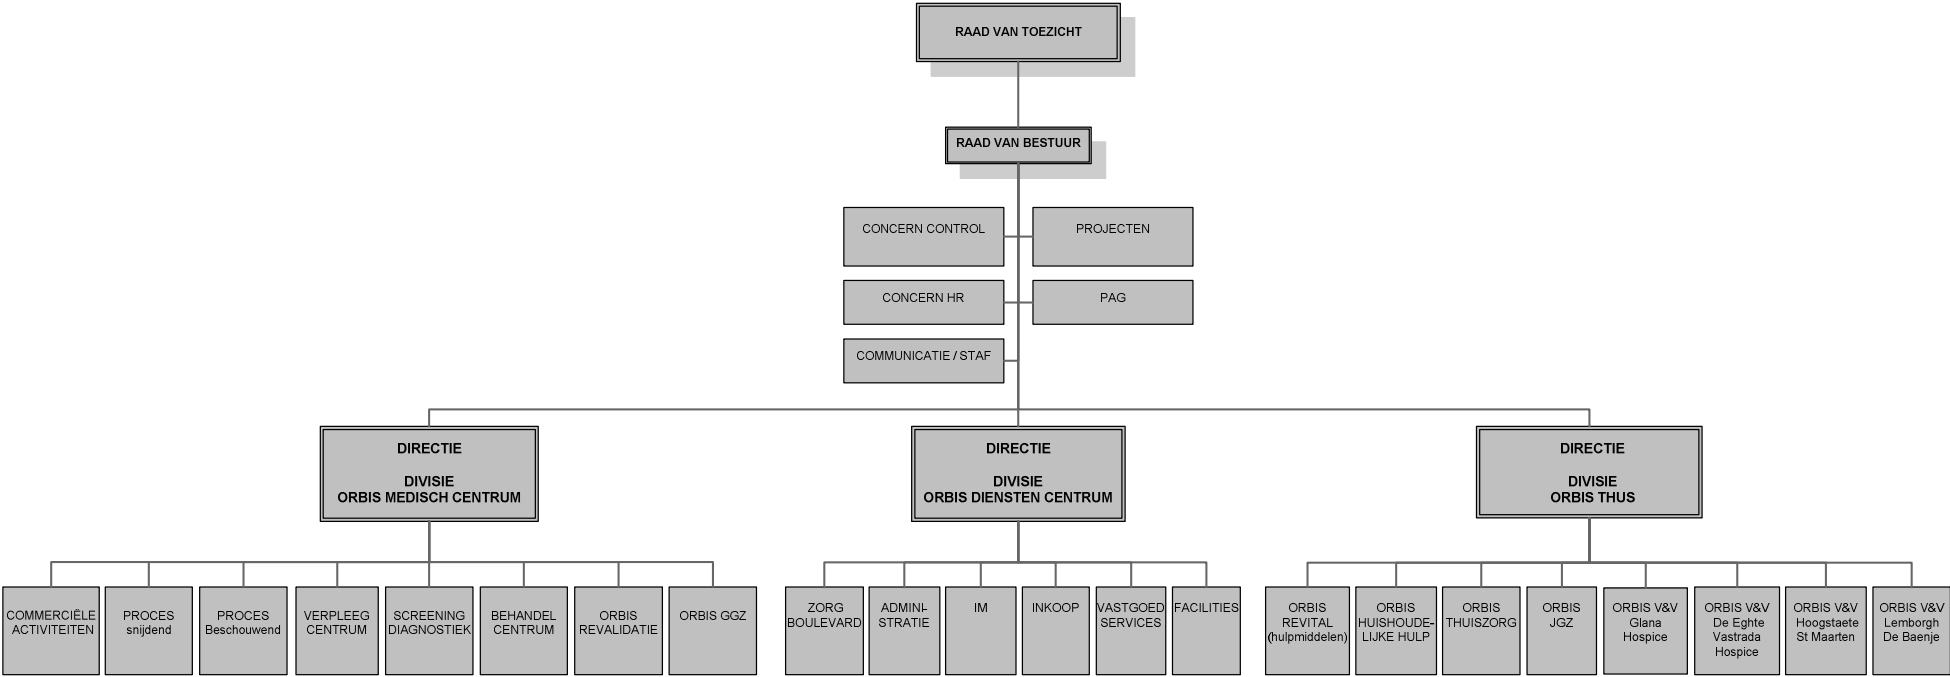 RAAD VAN TOEZICHT
RAAD VAN BESTUUR
CONCERN CONTROL
PROJECTEN
CONCERN HR
PAG
COMMUNICATIE / STAF
DIRECTIE
DIVISIE
ORBIS MEDISCH CENTRUM
DIRECTIE
DIVISIE
ORBIS DIENSTEN CENTRUM
DIRECTIE
DIVISIE
ORBIS THUS
COMMERCIËLE
ACTIVITEITEN
PROCES
snijdend
PROCES
Beschouwend
VERPLEEG
CENTRUM
SCREENING
DIAGNOSTIEK
BEHANDEL
CENTRUM
ORBIS
REVALIDATIE
ORBIS GGZ
ZORG
BOULEVARD
ADMINI-
STRATIE
IM
INKOOP
VASTGOED
SERVICES
FACILITIES
ORBIS
REVITAL
(hulpmiddelen)
ORBIS
HUISHOUDE-
LIJKE HULP
ORBIS
THUISZORG
ORBIS
JGZ
ORBIS V&V
Glana
Hospice
ORBIS V&V
De Eghte
Vastrada
Hospice
ORBIS V&V
Hoogstaete
St Maarten
ORBIS V&V
Lemborgh
De Baenje